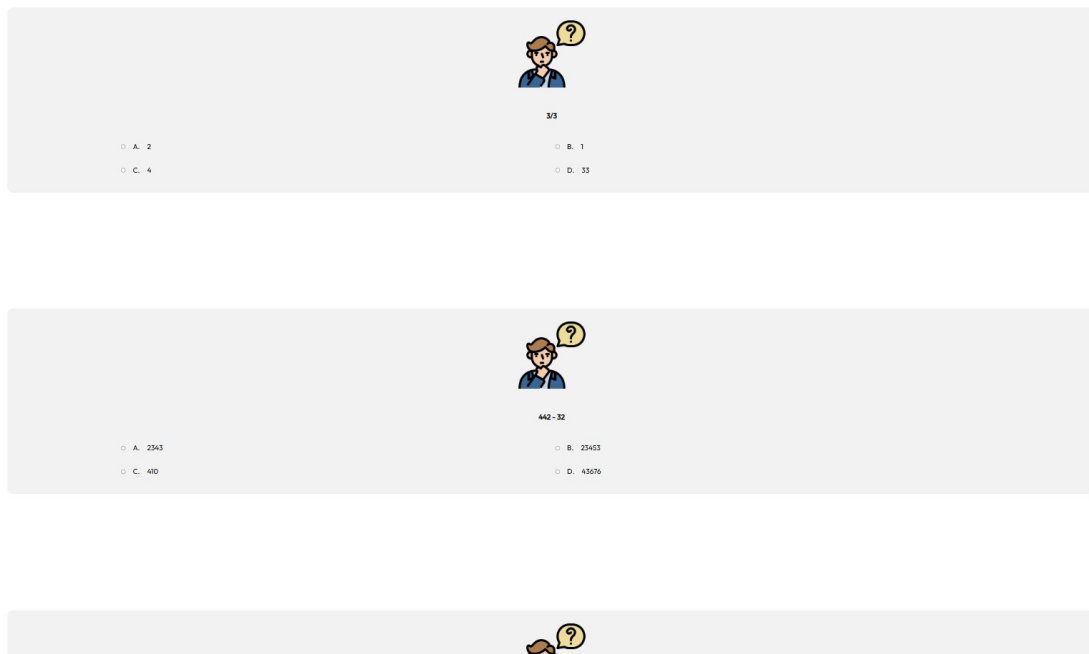 ?
3/3
A. 2 B. 1
C. 4 D. 33
?
442 - 32
A. 2343 B. 23453
C. 410 D. 43676
?